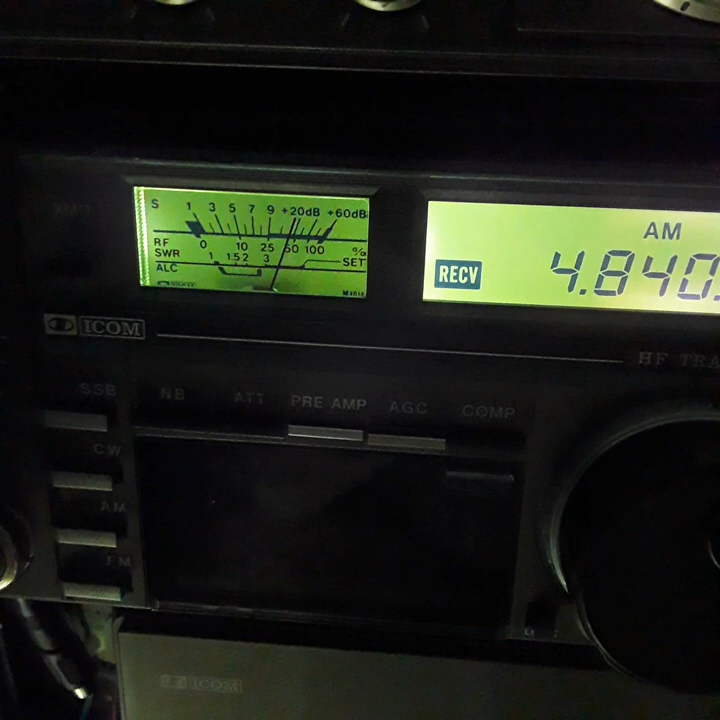 XMIT
S 1 3 5 7 9 +20dB +60dB
RF 0 10 25 50 100 %
SWR 1 1.5 2 3 SET
ALC
AM
RECV 4.840.
ICOM
HF TRA
SSB NB ATT PRE AMP AGC COMP
CW
AM
FM
ICOM